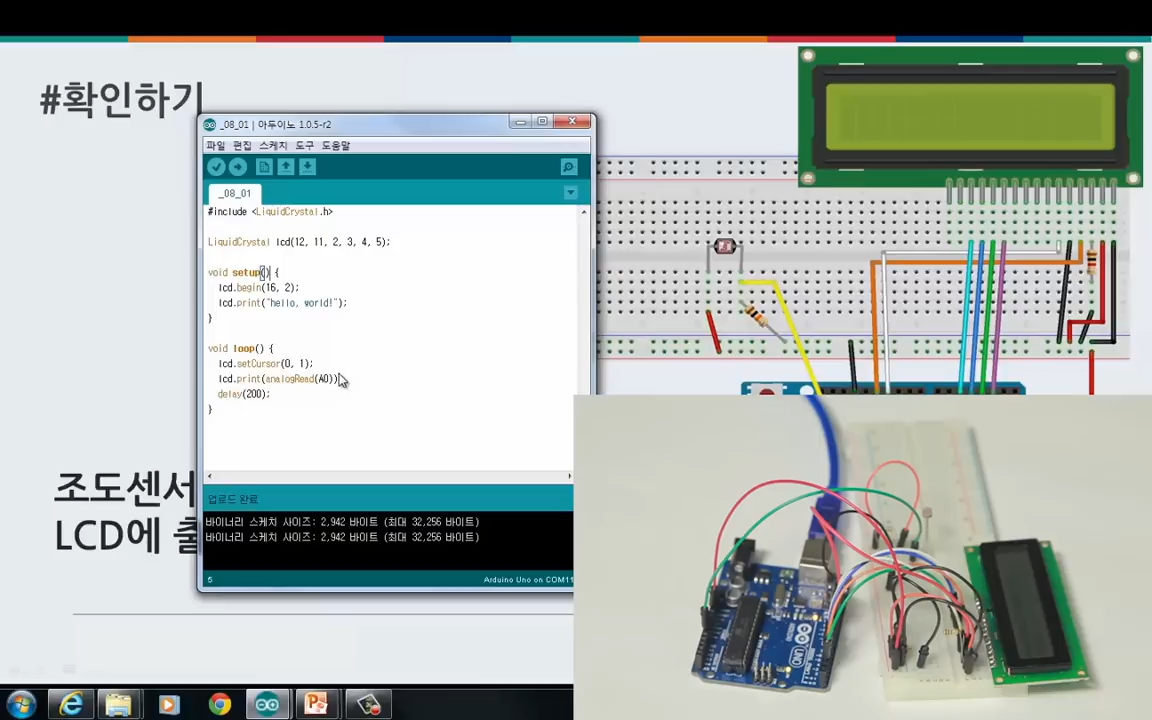 #확인하기
_08_01 | 아두이노 1.0.5-r2
파일 편집 스케치 도구 도움말
_08_01
#include <LiquidCrystal.h>
LiquidCrystal lcd(12, 11, 2, 3, 4, 5);
void setup() {
lcd.begin(16, 2);
lcd.print("hello, world!");
}
void loop() {
lcd.setCursor(0, 1);
lcd.print(analogRead(A0))
delay(200);
}
조도센서
LCD에 출
업로드 완료
바이너리 스케치 사이즈: 2,942 바이트 (최대 32,256 바이트)
바이너리 스케치 사이즈: 2,942 바이트 (최대 32,256 바이트)
5
Arduino Uno on COM11
UNO